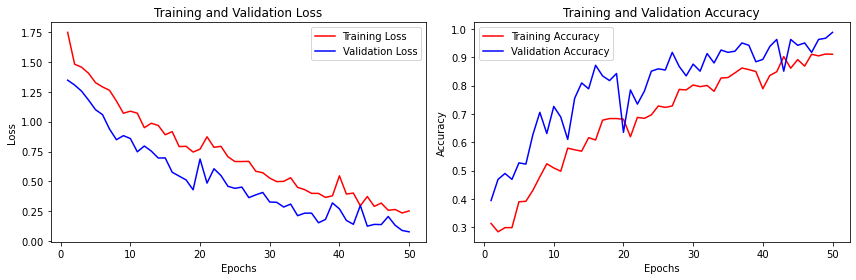 Training and Validation Loss
Training Loss
Validation Loss
1.75
1.50
1.25
1.00
0.75
0.50
0.25
0.00
Loss
0
10
20
30
40
50
Epochs
Training and Validation Accuracy
Training Accuracy
Validation Accuracy
1.0
0.9
0.8
0.7
0.6
0.5
0.4
0.3
Accuracy
0
10
20
30
40
50
Epochs